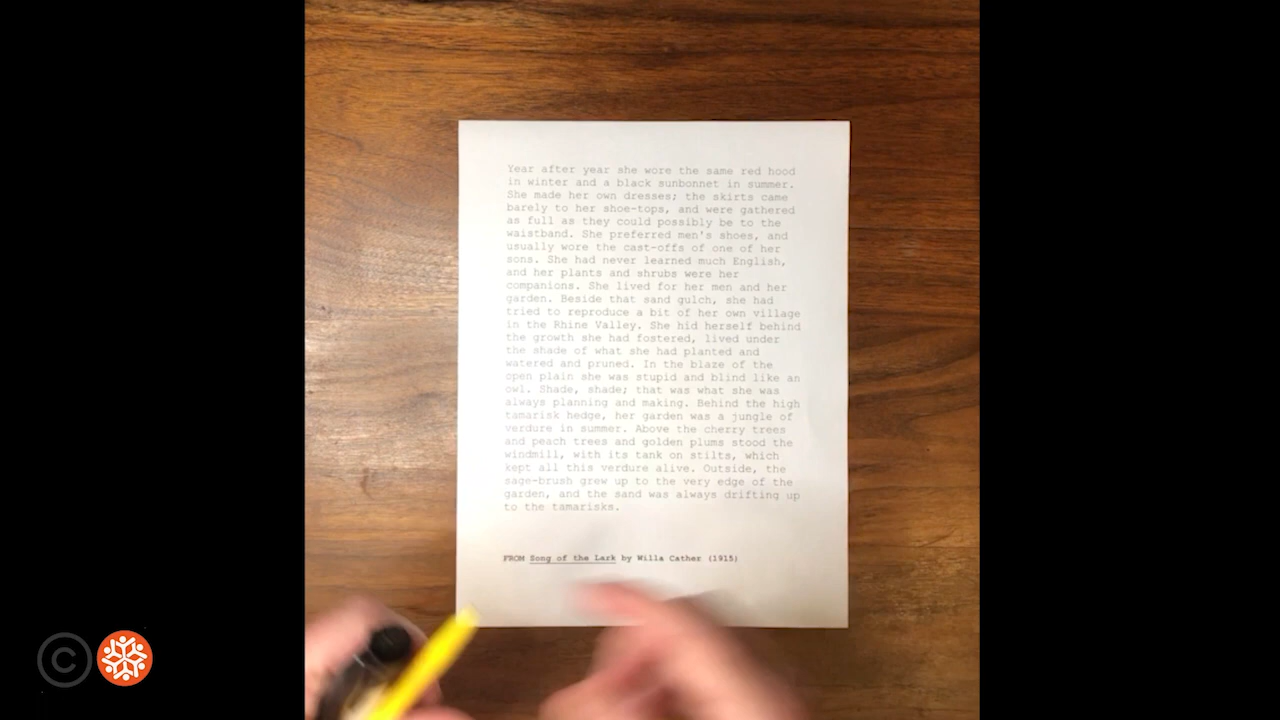 Year after year she wore the same red hood
in winter and a black sunbonnet in summer.
She made her own dresses; the skirts came
barely to her shoe-tops, and were gathered
as full as they could possibly be to the
waistband. She preferred men's shoes, and
usually wore the cast-offs of one of her
sons. She had never learned much English,
and her plants and shrubs were her
companions. She lived for her men and her
garden. Beside that sand gulch, she had
tried to reproduce a bit of her own village
in the Rhine Valley. She hid herself behind
the growth she had fostered, lived under
the shade of what she had planted and
watered and pruned. In the blaze of the
open plain she was stupid and blind like an
owl. Shade, shade; that was what she was
always planning and making. Behind the high
tamarisk hedge, her garden was a jungle of
verdure in summer. Above the cherry trees
and peach trees and golden plums stood the
windmill, with its tank on stilts, which
kept all this verdure alive. Outside, the
sage-brush grew up to the very edge of the
garden, and the sand was always drifting up
to the tamarisks.
FROM Song of the Lark by Willa Cather (1915)
©